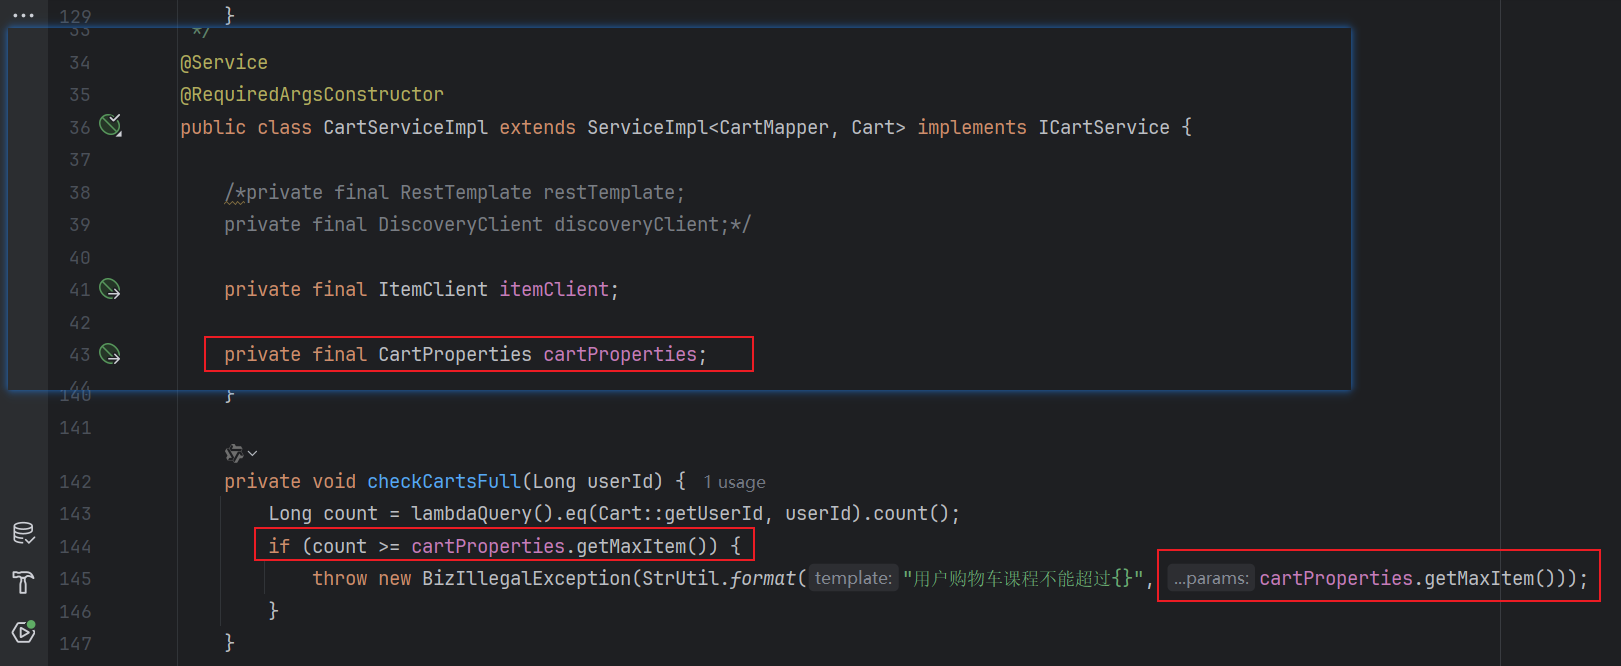 129 }
33 */
34 @Service
35 @RequiredArgsConstructor
36 public class CartServiceImpl extends ServiceImpl<CartMapper, Cart> implements ICartService {
37
38 /*private final RestTemplate restTemplate;
39 private final DiscoveryClient discoveryClient;*/
40
41 private final ItemClient itemClient;
42
43 private final CartProperties cartProperties;
44
140 }
141
142 private void checkCartsFull(Long userId) { 1 usage
143 Long count = lambdaQuery().eq(Cart::getUserId, userId).count();
144 if (count >= cartProperties.getMaxItem()) {
145 throw new BizIllegalException(StrUtil.format( template: "用户购物车课程不能超过{}", ...params: cartProperties.getMaxItem()));
146 }
147 }